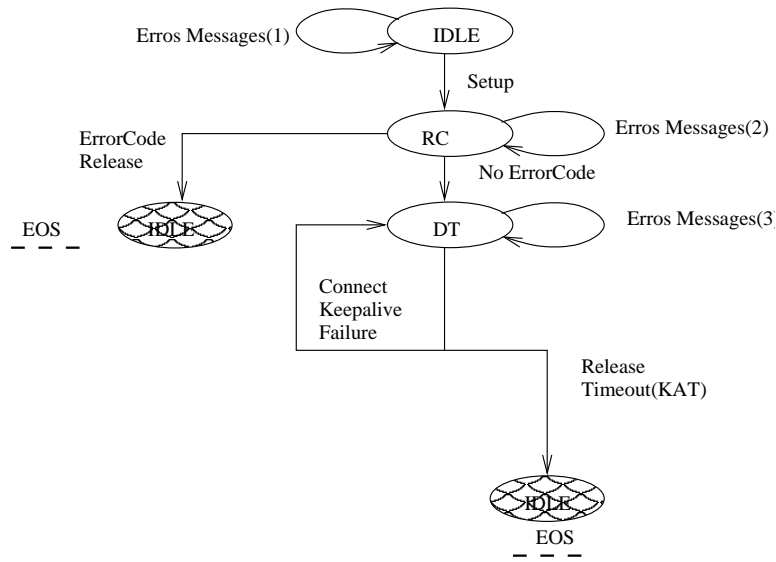 Erros Messages(1)
IDLE
Setup
ErrorCode
Release
RC
Erros Messages(2)
No ErrorCode
EOS
IDLE
DT
Erros Messages(3)
Connect
Keepalive
Failure
Release
Timeout(KAT)
IDLE
EOS